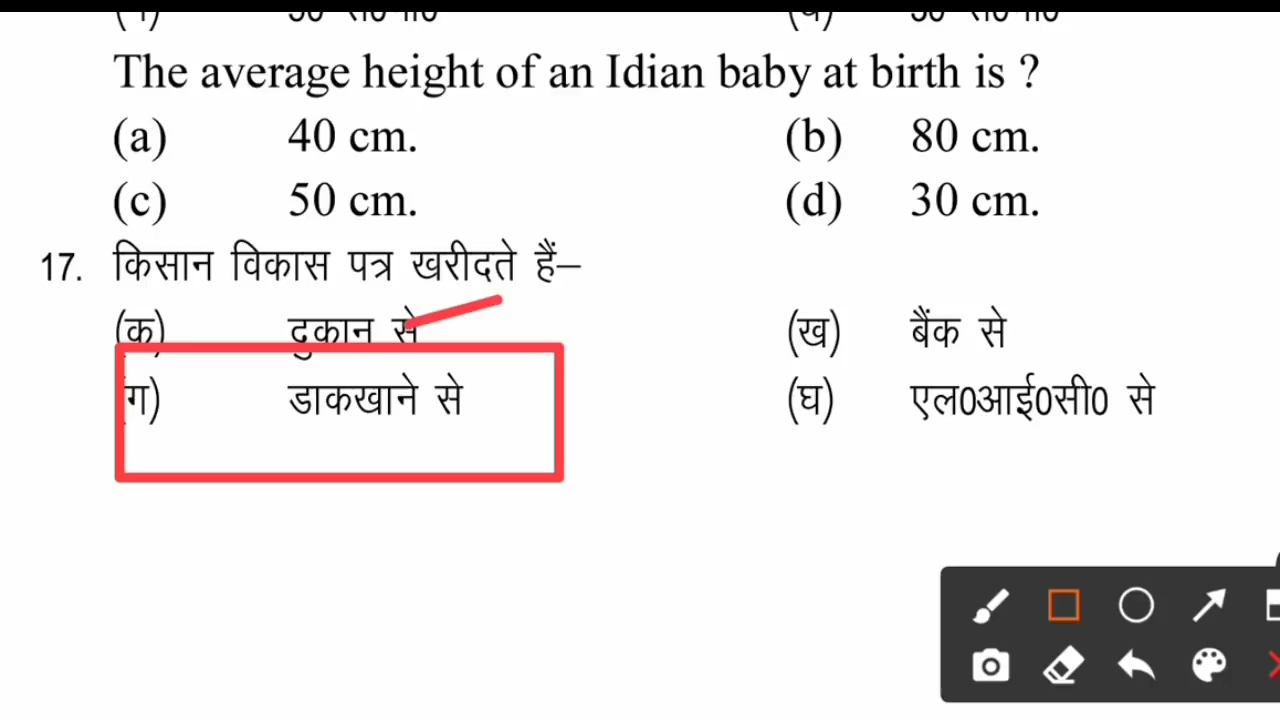 The average height of an Idian baby at birth is ?
(a) 40 cm. (b) 80 cm.
(c) 50 cm. (d) 30 cm.
17. किसान विकास पत्र खरीदते हैं–
(क) दुकान से (ख) बैंक से
(ग) डाकखाने से (घ) एल0आई0सी0 से